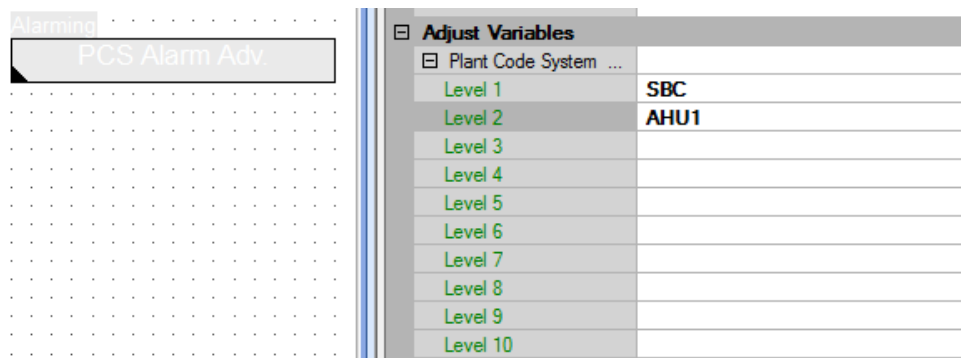 Alarming
PCS Alarm Adv.
Adjust Variables
Plant Code System ...
Level 1 SBC
Level 2 AHU1
Level 3
Level 4
Level 5
Level 6
Level 7
Level 8
Level 9
Level 10